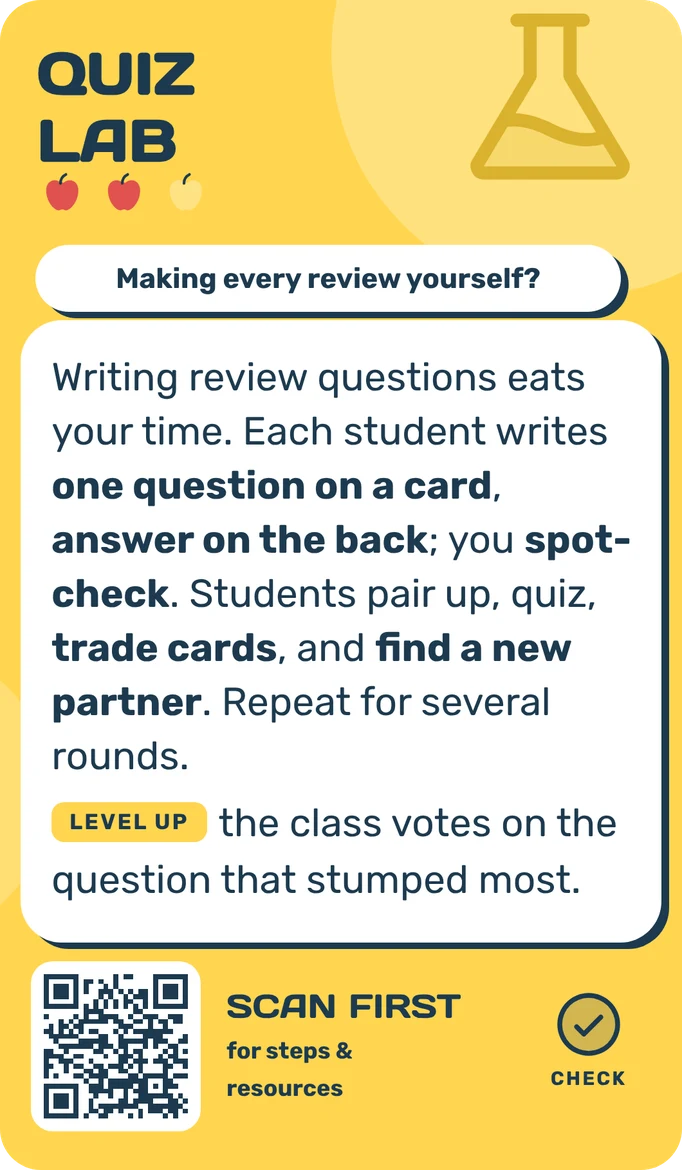 QUIZ
LAB
Making every review yourself?
Writing review questions eats
your time. Each student writes
one question on a card,
answer on the back; you spot-
check. Students pair up, quiz,
trade cards, and find a new
partner. Repeat for several
rounds.
LEVEL UP the class votes on the
question that stumped most.
SCAN FIRST
for steps &
resources
CHECK